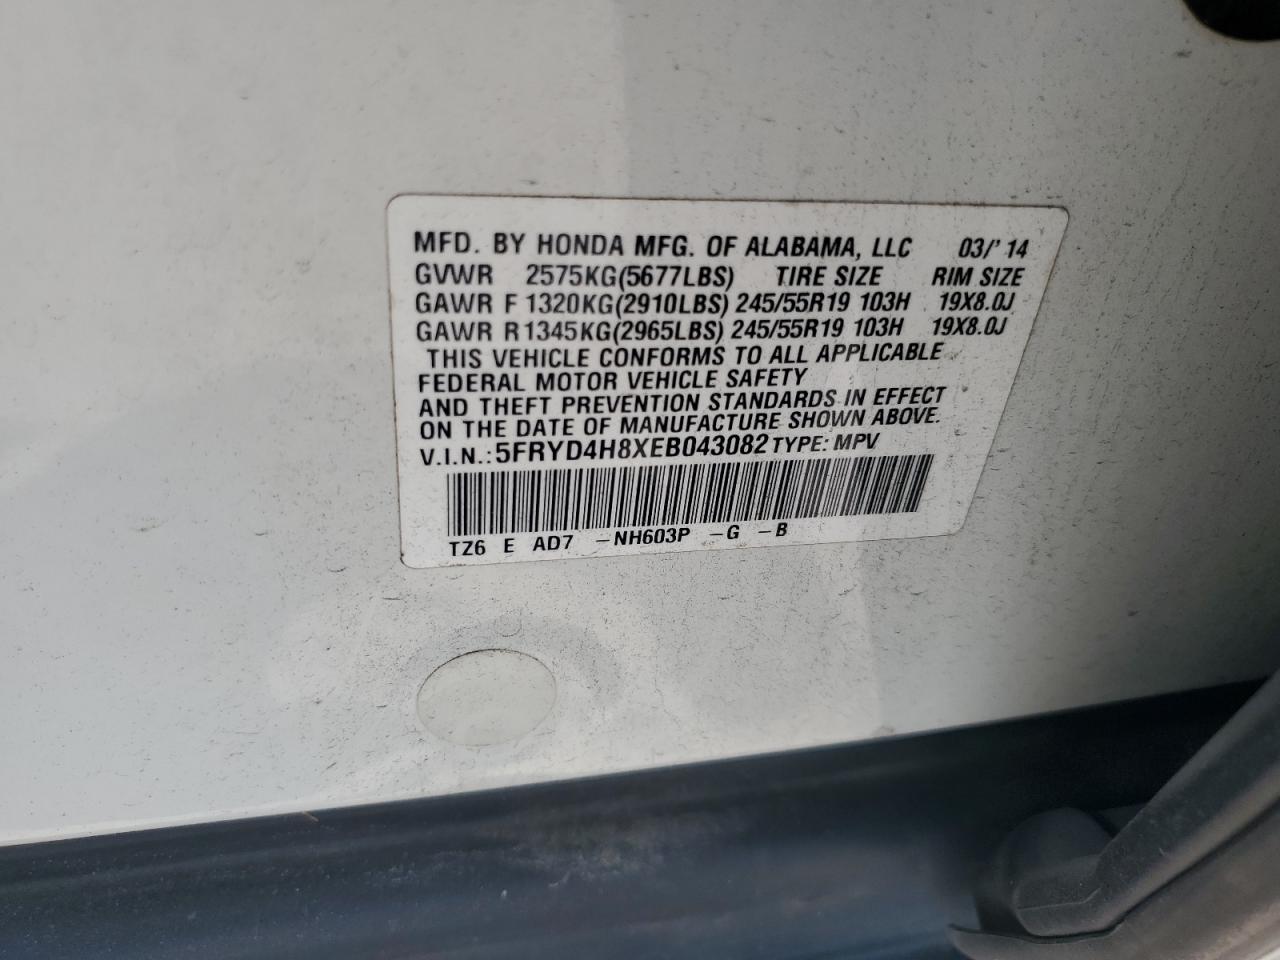 MFD. BY HONDA MFG. OF ALABAMA, LLC 03/'14
GVWR 2575KG(5677LBS) TIRE SIZE RIM SIZE
GAWR F 1320KG(2910LBS) 245/55R19 103H 19X8.0J
GAWR R 1345KG(2965LBS) 245/55R19 103H 19X8.0J
THIS VEHICLE CONFORMS TO ALL APPLICABLE
FEDERAL MOTOR VEHICLE SAFETY
AND THEFT PREVENTION STANDARDS IN EFFECT
ON THE DATE OF MANUFACTURE SHOWN ABOVE.
V.I.N.: 5FRYD4H8XEB043082 TYPE: MPV
TZ6 E AD7 -NH603P -G -B